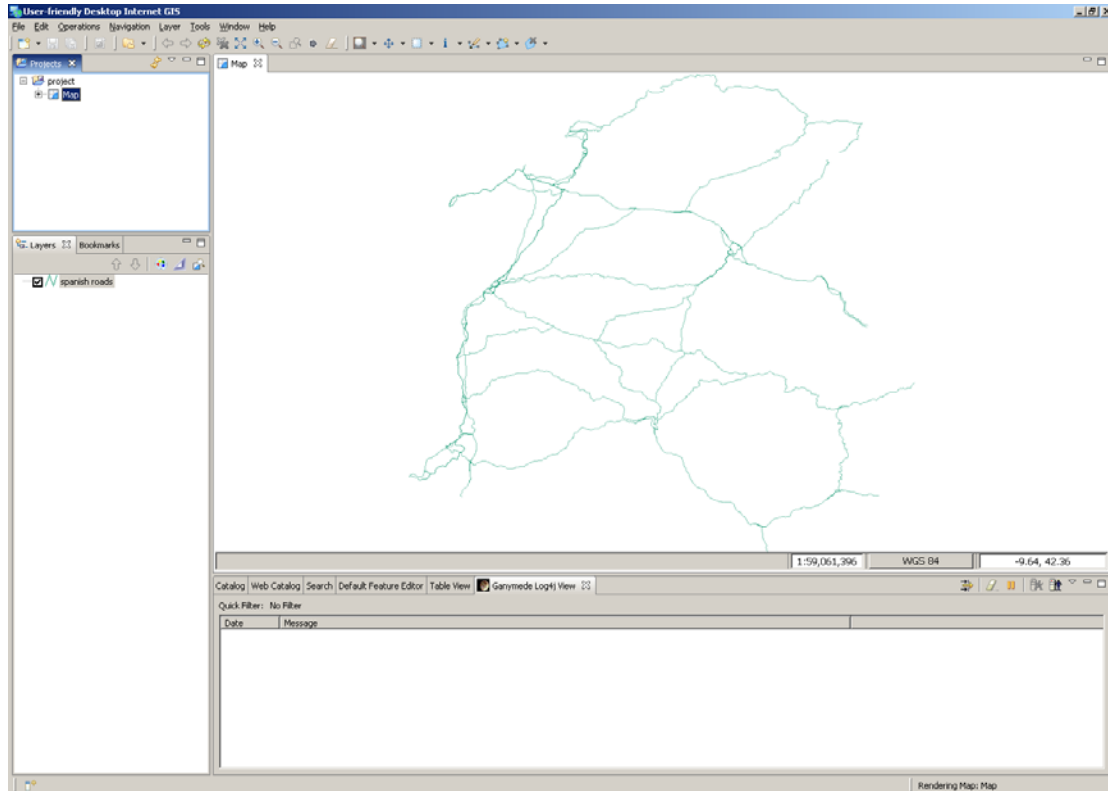 User-friendly Desktop Internet GIS
File Edit Operations Navigation Layer Tools Window Help
Projects
project
Map
Map
Layers Bookmarks
spanish roads
1:59,061,396 WGS 84 -9.64, 42.36
Catalog Web Catalog Search Default Feature Editor Table View Ganymede Log4j View
Quick Filter: No Filter
Date Message
Rendering Map: Map